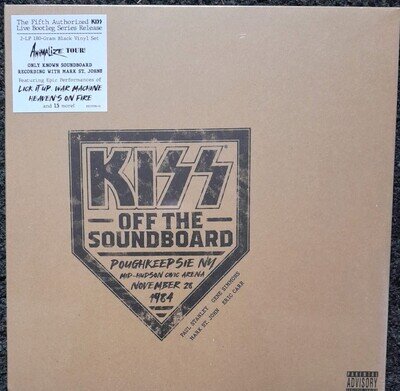 The Fifth Authorized KISS
Live Bootleg Series Release
2-LP 180-Gram Black Vinyl Set
ANIMALIZE TOUR!
ONLY KNOWN SOUNDBOARD
RECORDING WITH MARK ST. JOHN!
Featuring Epic Performances of
LICK IT UP, WAR MACHINE
HEAVEN'S ON FIRE
and 13 more!
KISS
OFF THE
SOUNDBOARD
POUGHKEEPSIE NY
MID-HUDSON CIVIC ARENA
NOVEMBER 28
1984
PAUL STANLEY GENE SIMMONS
MARK ST. JOHN ERIC CARR
PARENTAL
ADVISORY